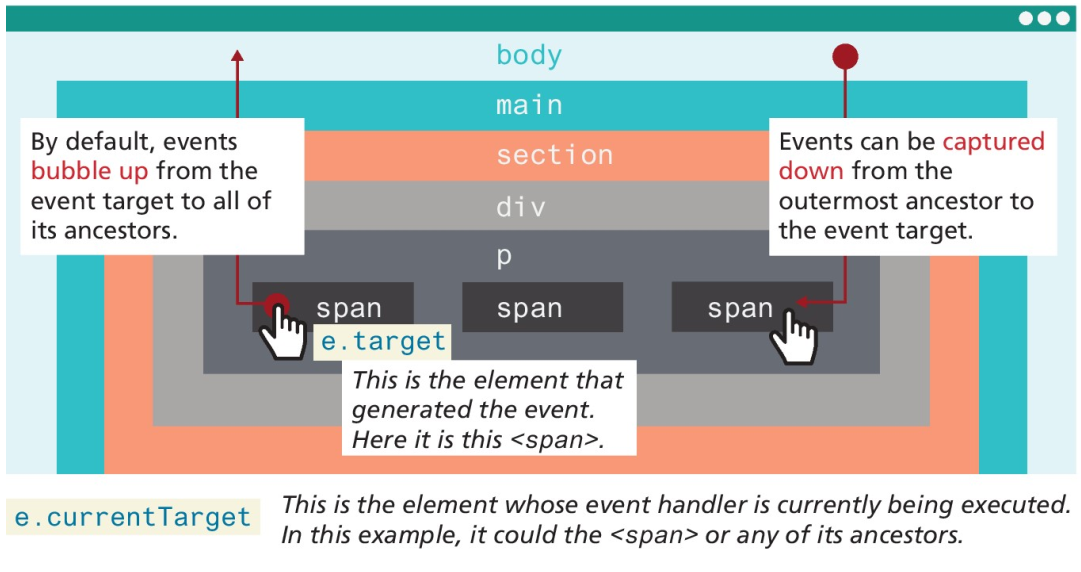 body
main
section
div
p
By default, events
bubble up from the
event target to all of
its ancestors.
Events can be captured
down from the
outermost ancestor to
the event target.
span
span
span
e.target
This is the element that
generated the event.
Here it is this <span>.
e.currentTarget
This is the element whose event handler is currently being executed.
In this example, it could the <span> or any of its ancestors.